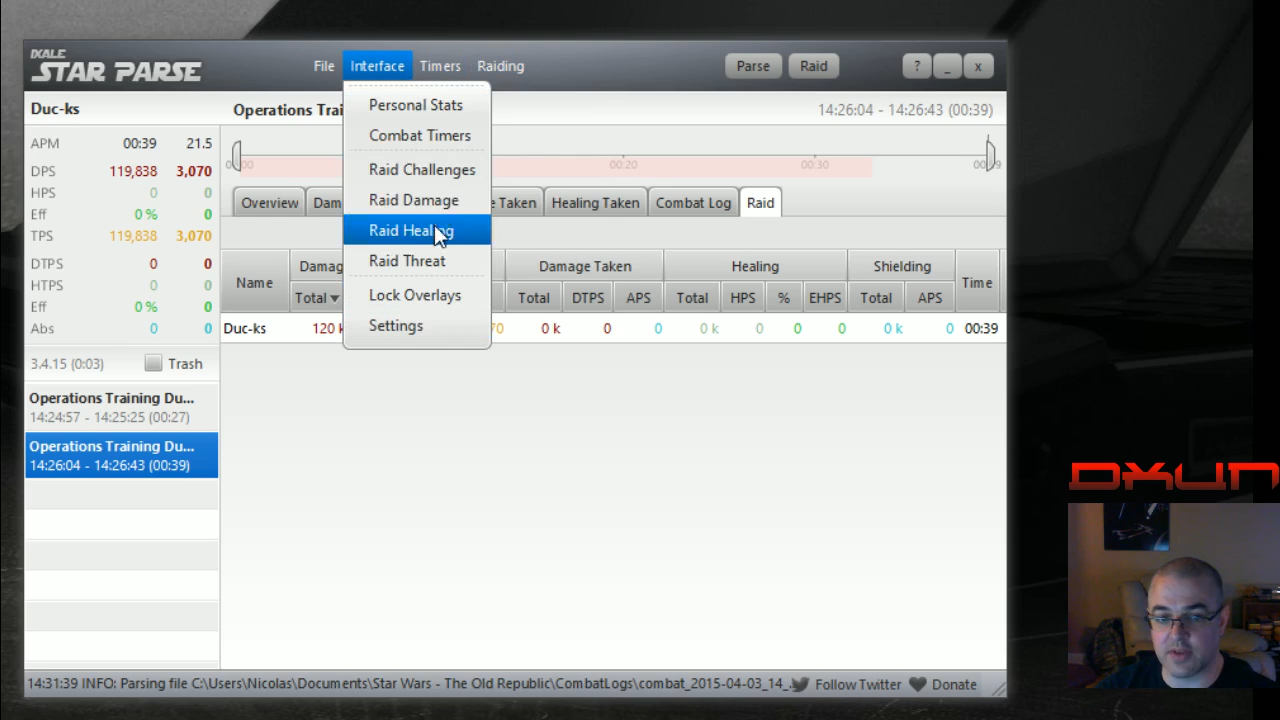 IXALE
STAR PARSE
File Interface Timers Raiding Parse Raid ? _ x
Duc-ks
Operations Trai
14:26:04 - 14:26:43 (00:39)
APM 00:39 21.5
DPS 119,838 3,070
HPS 0 0
Eff 0 % 0
TPS 119,838 3,070
DTPS 0 0
HTPS 0 0
Eff 0 % 0
Abs 0 0
3.4.15 (0:03) Trash
Operations Training Du...
14:24:57 - 14:25:25 (00:27)
Operations Training Du...
14:26:04 - 14:26:43 (00:39)
Personal Stats
Combat Timers
Raid Challenges
Raid Damage
Raid Healing
Raid Threat
Lock Overlays
Settings
00:20 00:30
Overview Dam e Taken Healing Taken Combat Log Raid
Name Damag Damage Taken Healing Shielding Time
Total Total DTPS APS Total HPS % EHPS Total APS
Duc-ks 120 k 70 0 k 0 0 0 k 0 0 0 0 k 0 00:39
14:31:39 INFO: Parsing file C:\Users\Nicolas\Documents\Star Wars - The Old Republic\CombatLogs\combat_2015-04-03_14_... Follow Twitter Donate
DXUN